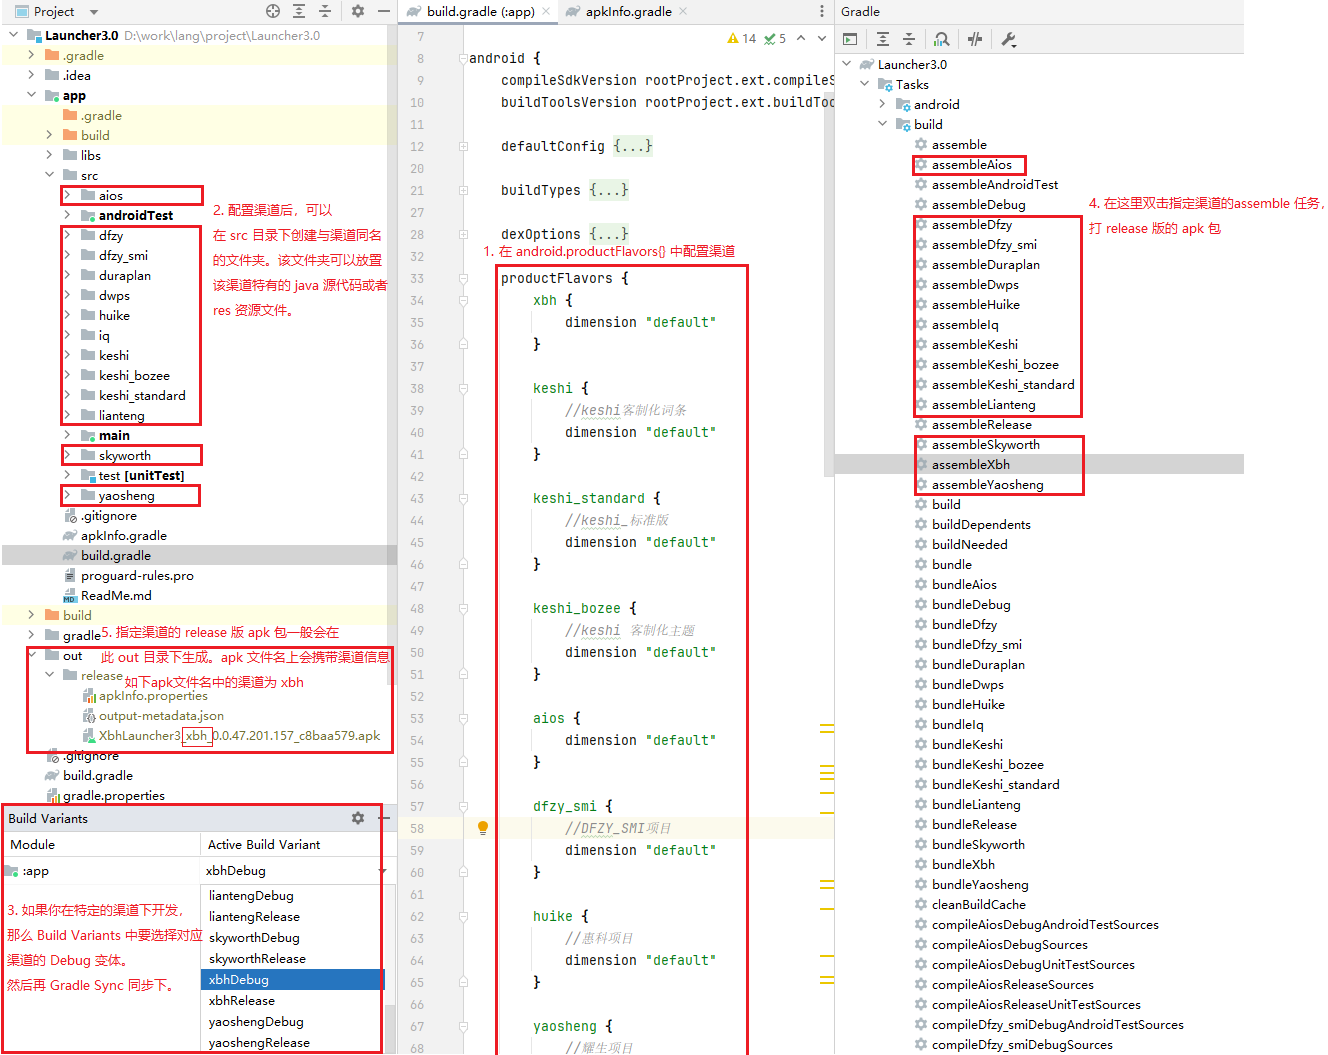 Project
Launcher3.0 D:\work\lang\project\Launcher3.0
.gradle
.idea
app
.gradle
build
libs
src
aios
androidTest
dfzy
dfzy_smi
duraplan
dwps
huike
iq
keshi
keshi_bozee
keshi_standard
lianteng
main
skyworth
test [unitTest]
yaosheng
.gitignore
apkInfo.gradle
build.gradle
proguard-rules.pro
ReadMe.md
build
gradle
out
release
apkInfo.properties
output-metadata.json
XbhLauncher3_xbh_0.0.47.201.157_c8baa579.apk
.gitignore
build.gradle
gradle.properties
2. 配置渠道后，可以
在 src 目录下创建与渠道同名
的文件夹。该文件夹可以放置
该渠道特有的 java 源代码或者
res 资源文件。
5. 指定渠道的 release 版 apk 包一般会在
此 out 目录下生成。apk 文件名上会携带渠道信息
如下apk文件名中的渠道为 xbh
Build Variants
Module
Active Build Variant
:app
xbhDebug
liantengDebug
liantengRelease
skyworthDebug
skyworthRelease
xbhDebug
xbhRelease
yaoshengDebug
yaoshengRelease
3. 如果你在特定的渠道下开发，
那么 Build Variants 中要选择对应
渠道的 Debug 变体。
然后再 Gradle Sync 同步下。
build.gradle (:app)
apkInfo.gradle
14 5
7
8 android {
9 compileSdkVersion rootProject.ext.compileS
10 buildToolsVersion rootProject.ext.buildToo
11
12 defaultConfig {...}
20
21 buildTypes {...}
27
28 dexOptions {...}
32
1. 在 android.productFlavors{} 中配置渠道
33 productFlavors {
34 xbh {
35 dimension "default"
36 }
37
38 keshi {
39 //keshi客制化词条
40 dimension "default"
41 }
42
43 keshi_standard {
44 //keshi_标准版
45 dimension "default"
46 }
47
48 keshi_bozee {
49 //keshi 客制化主题
50 dimension "default"
51 }
52
53 aios {
54 dimension "default"
55 }
56
57 dfzy_smi {
58 //DFZY_SMI项目
59 dimension "default"
60 }
61
62 huike {
63 //惠科项目
64 dimension "default"
65 }
66
67 yaosheng {
68 //耀生项目
Gradle
Launcher3.0
Tasks
android
build
assemble
assembleAios
assembleAndroidTest
assembleDebug
assembleDfzy
assembleDfzy_smi
assembleDuraplan
assembleDwps
assembleHuike
assembleIq
assembleKeshi
assembleKeshi_bozee
assembleKeshi_standard
assembleLianteng
assembleRelease
assembleSkyworth
assembleXbh
assembleYaosheng
build
buildDependents
buildNeeded
bundle
bundleAios
bundleDebug
bundleDfzy
bundleDfzy_smi
bundleDuraplan
bundleDwps
bundleHuike
bundleIq
bundleKeshi
bundleKeshi_bozee
bundleKeshi_standard
bundleLianteng
bundleRelease
bundleSkyworth
bundleXbh
bundleYaosheng
cleanBuildCache
compileAiosDebugAndroidTestSources
compileAiosDebugSources
compileAiosDebugUnitTestSources
compileAiosReleaseSources
compileAiosReleaseUnitTestSources
compileDfzy_smiDebugAndroidTestSources
compileDfzy_smiDebugSources
4. 在这里双击指定渠道的assemble 任务，
打 release 版的 apk 包